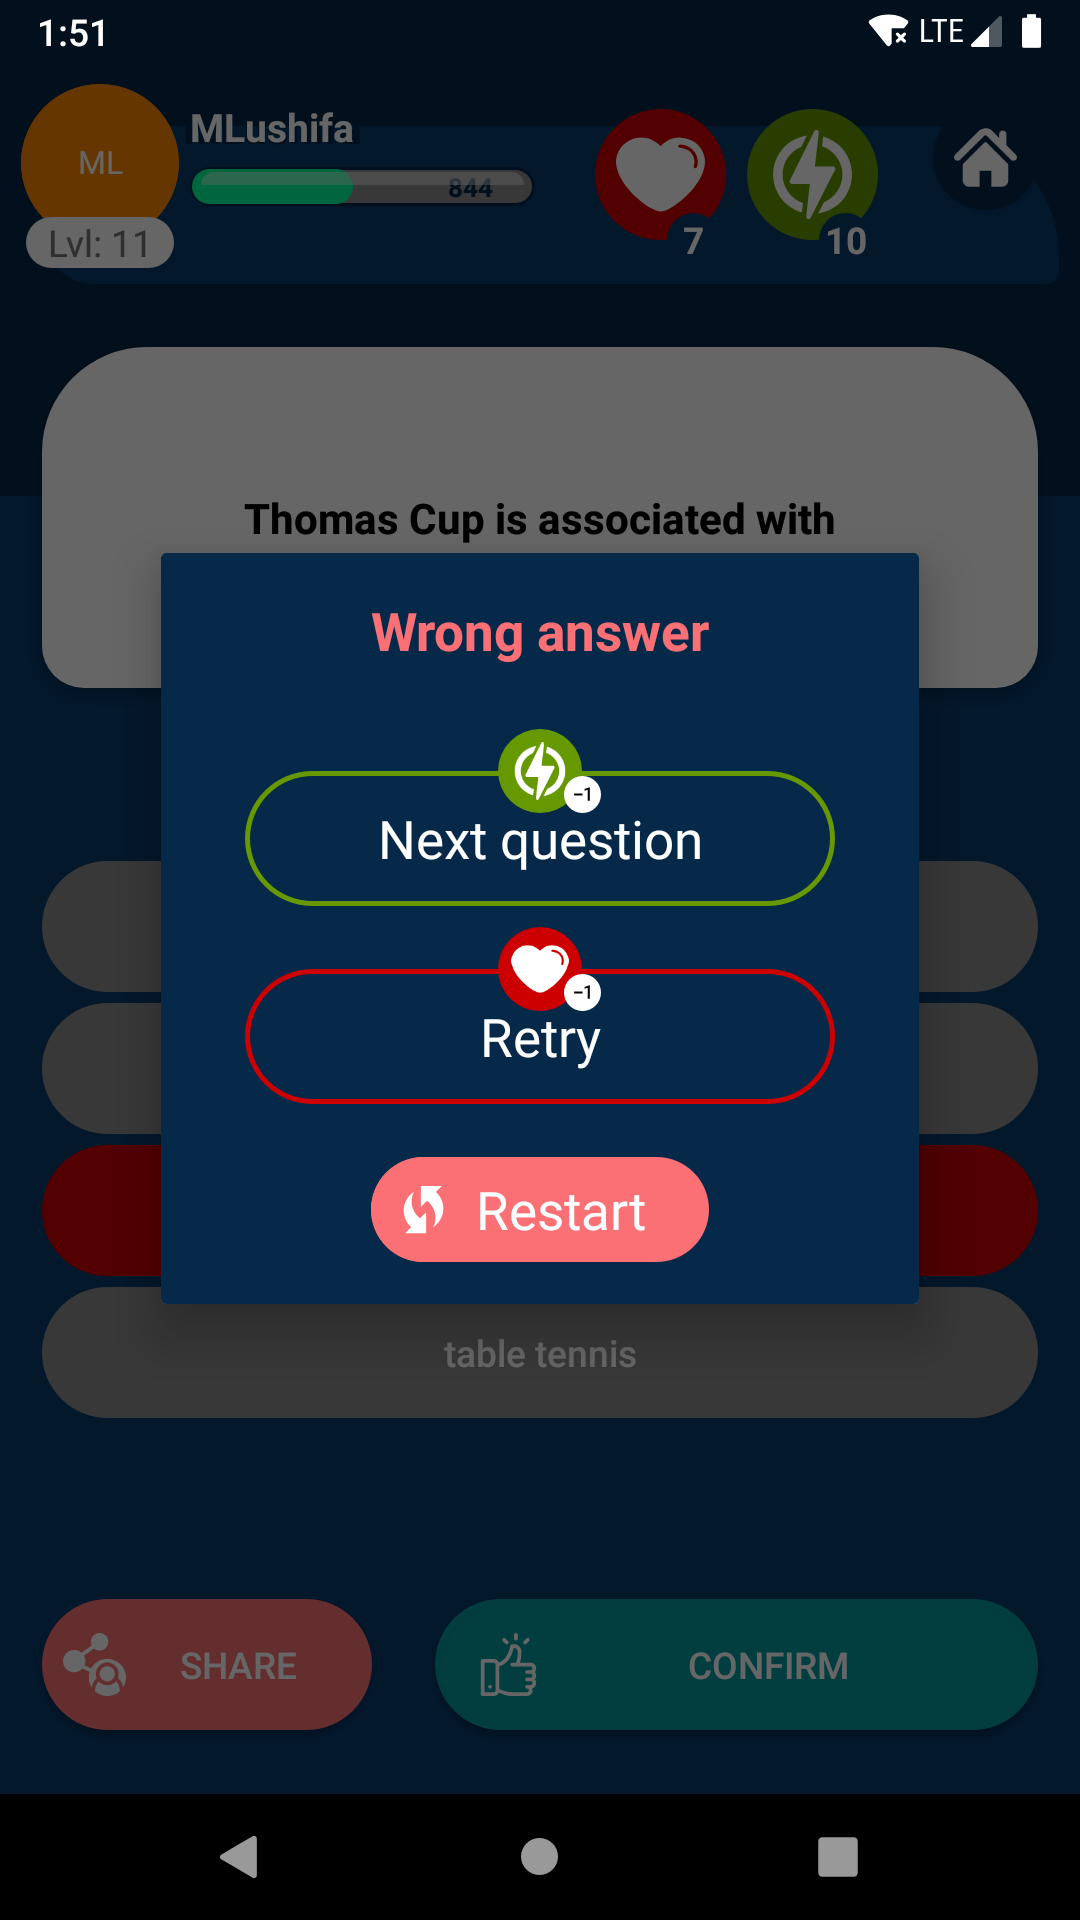 1:51
LTE
ML
MLushifa
844
Lvl: 11
7
10
Thomas Cup is associated with
Wrong answer
-1
Next question
-1
Retry
Restart
table tennis
SHARE
CONFIRM